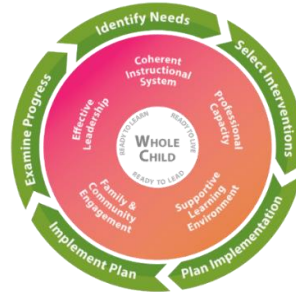 Identify Needs
Select Interventions
Plan Implementation
Implement Plan
Examine Progress
Coherent
Instructional
System
Professional
Capacity
Supportive
Learning
Environment
Family &
Community
Engagement
Effective
Leadership
READY TO LEARN
READY TO LIVE
READY TO LEAD
WHOLE
CHILD